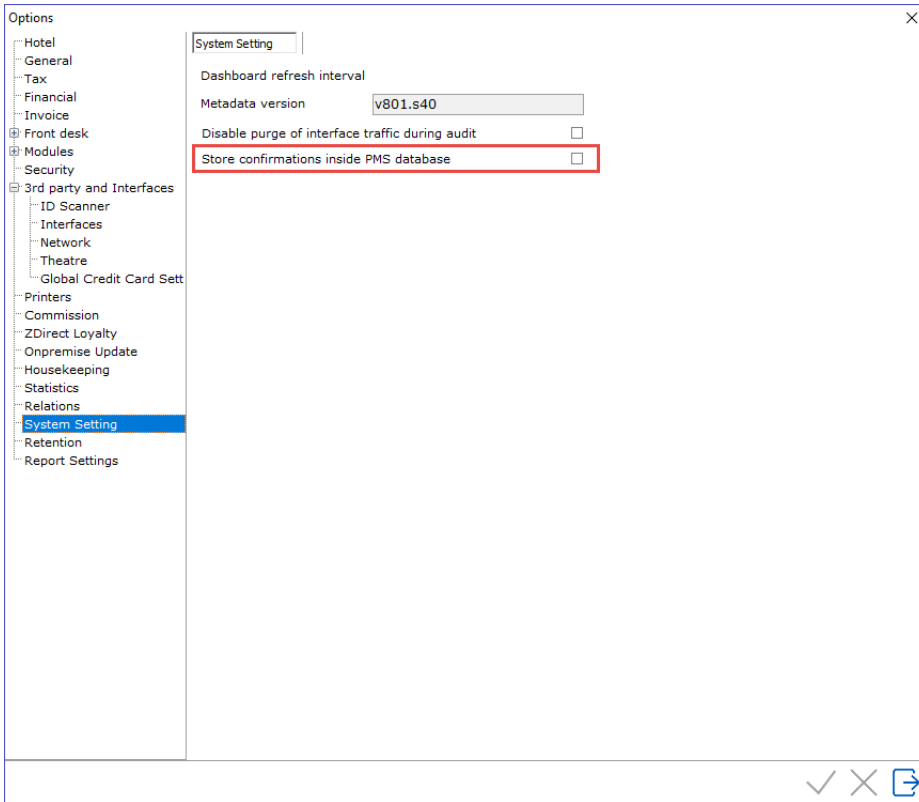 Options
Hotel
General
Tax
Financial
Invoice
Front desk
Modules
Security
3rd party and Interfaces
ID Scanner
Interfaces
Network
Theatre
Global Credit Card Sett
Printers
Commission
ZDirect Loyalty
Onpremise Update
Housekeeping
Statistics
Relations
System Setting
Retention
Report Settings
System Setting
Dashboard refresh interval
Metadata version v801.s40
Disable purge of interface traffic during audit
Store confirmations inside PMS database